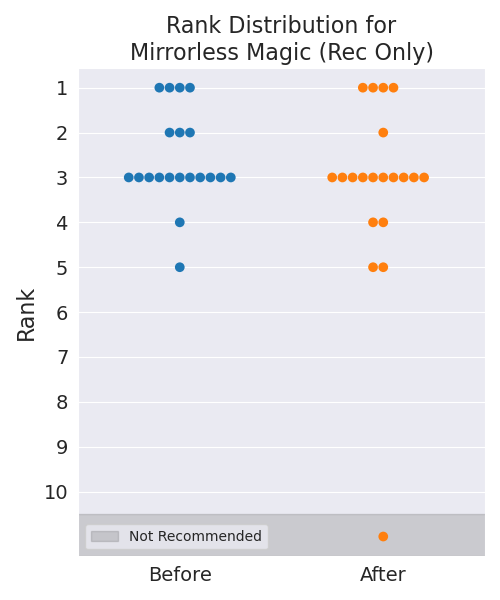 Rank Distribution for
Mirrorless Magic (Rec Only)
1
2
3
4
5
6
7
8
9
10
Rank
Not Recommended
Before After